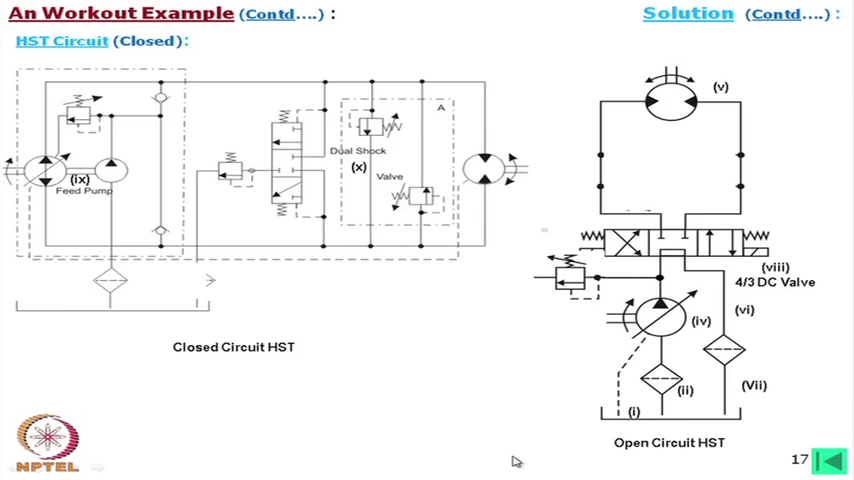 An Workout Example (Contd....) :
Solution (Contd....) :
HST Circuit (Closed):
A
Dual Shock
(x)
Valve
(ix)
Feed Pump
Closed Circuit HST
(v)
(viii)
4/3 DC Valve
(vi)
(iv)
(ii)
(Vii)
(i)
Open Circuit HST
NPTEL
17